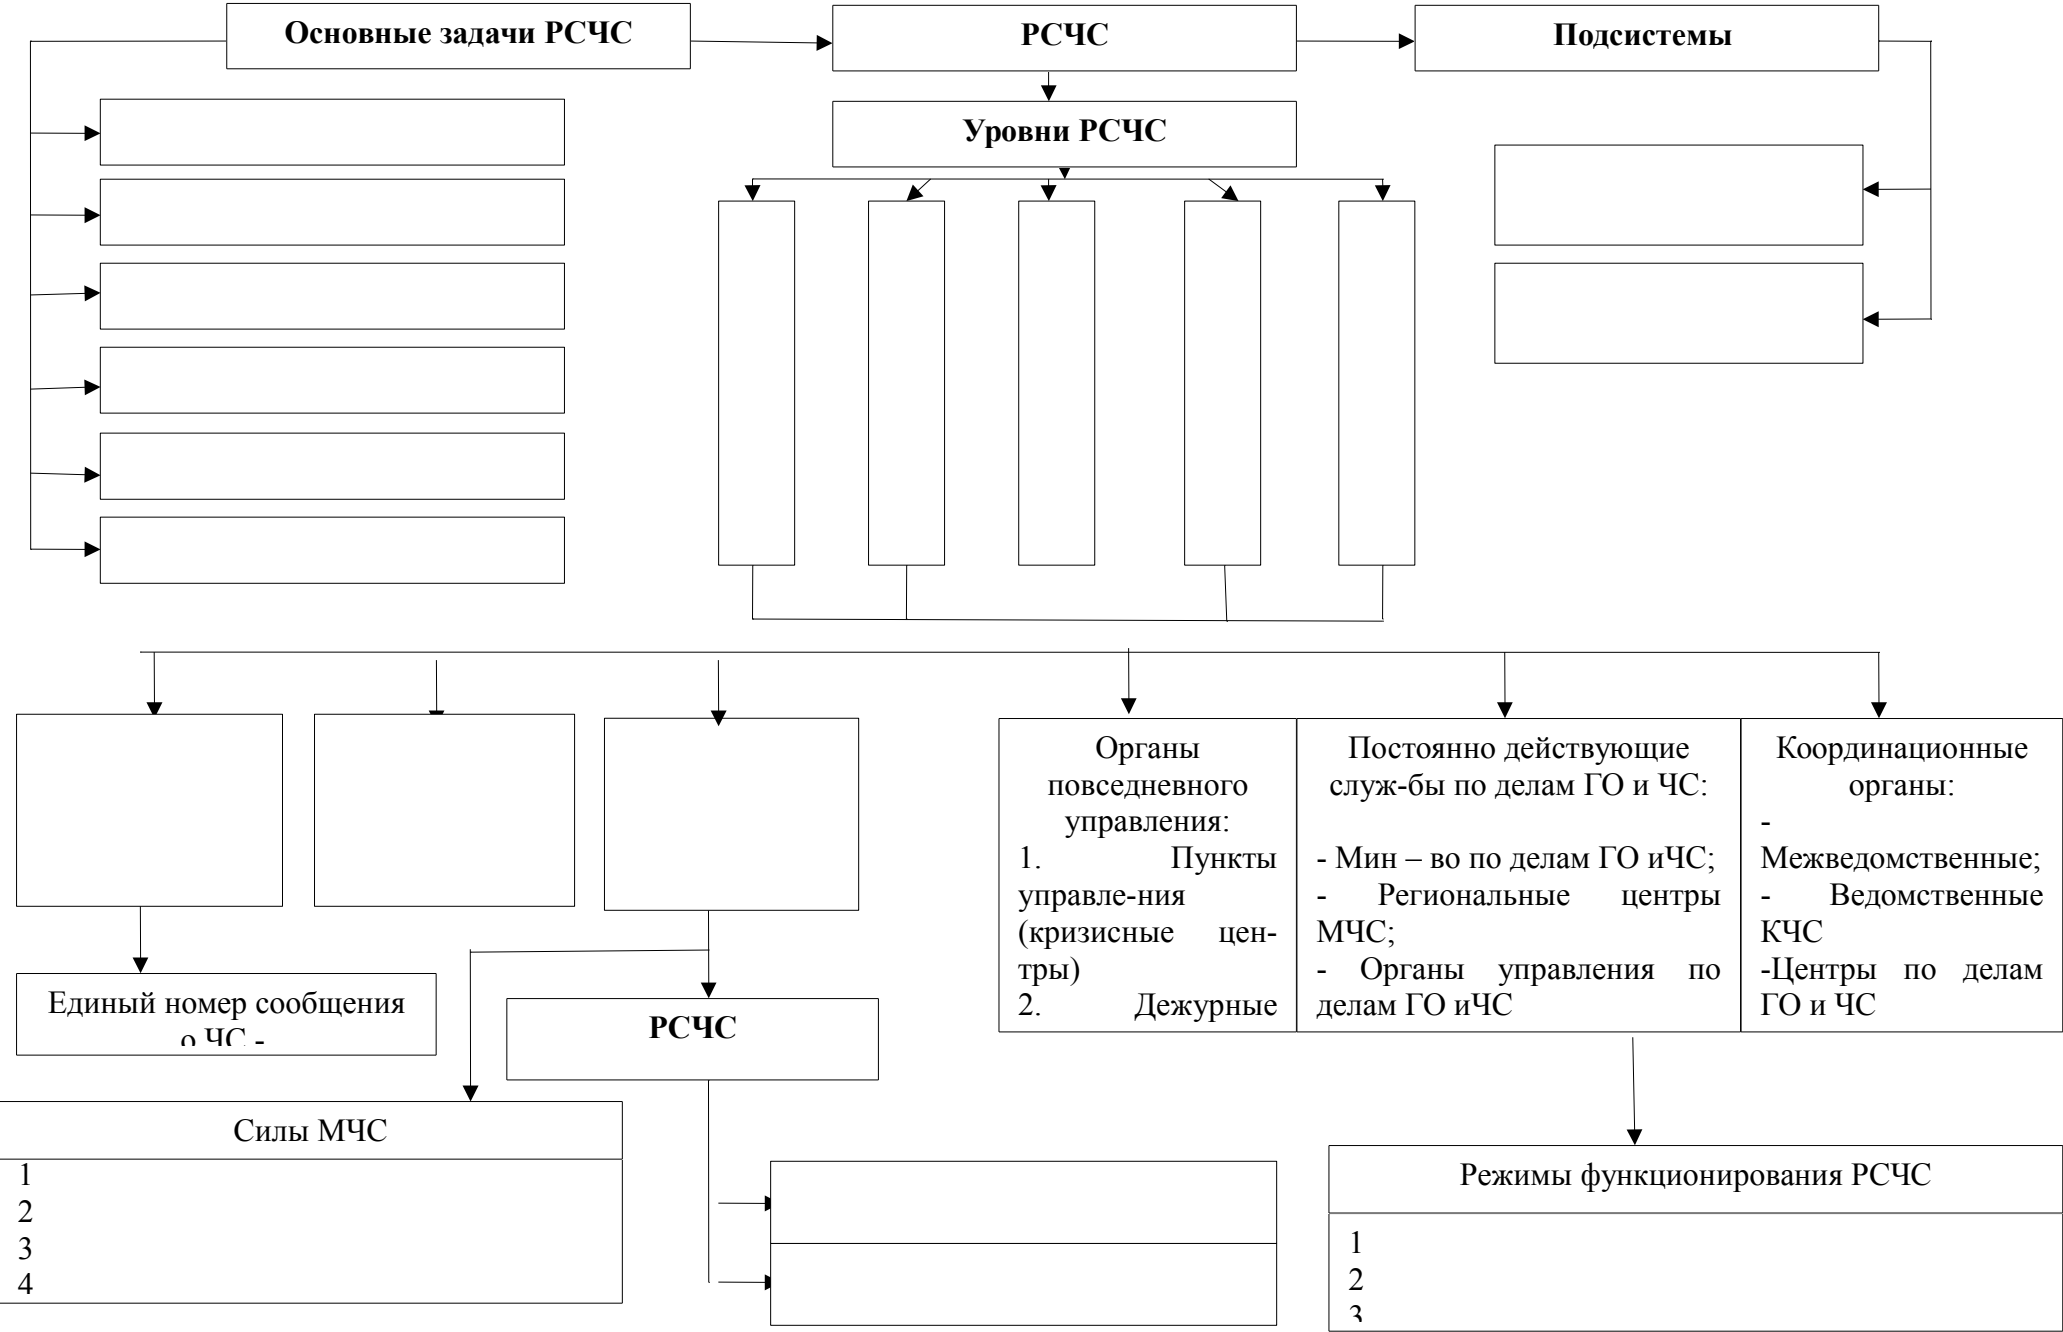 Основные задачи РСЧС
РСЧС
Подсистемы
Уровни РСЧС
Органы
повседневного
управления:
1. Пункты
управле-ния
(кризисные цен-
тры)
2. Дежурные
Постоянно действующие
служ-бы по делам ГО и ЧС:
- Мин – во по делам ГО иЧС;
- Региональные центры
МЧС;
- Органы управления по
делам ГО иЧС
Координационные
органы:
-
Межведомственные;
- Ведомственные
КЧС
-Центры по делам
ГО и ЧС
Единый номер сообщения
о ЧС -
РСЧС
Силы МЧС
1
2
3
4
Режимы функционирования РСЧС
1
2
3